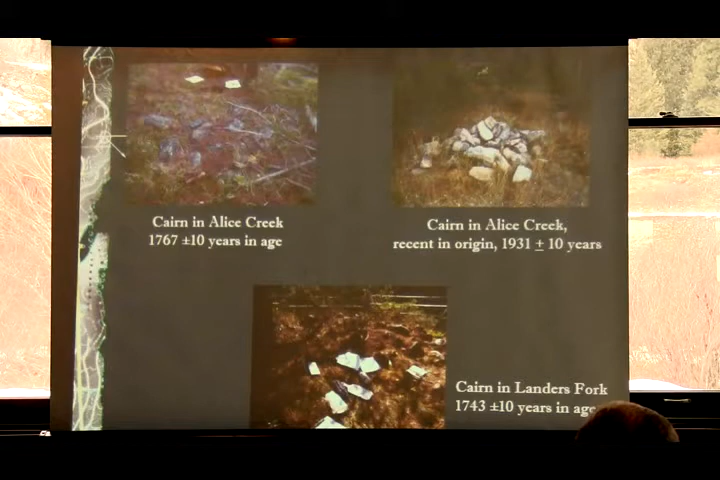 Cairn in Alice Creek
1767 ±10 years in age
Cairn in Alice Creek,
recent in origin, 1931 ± 10 years
Cairn in Landers Fork
1743 ±10 years in age